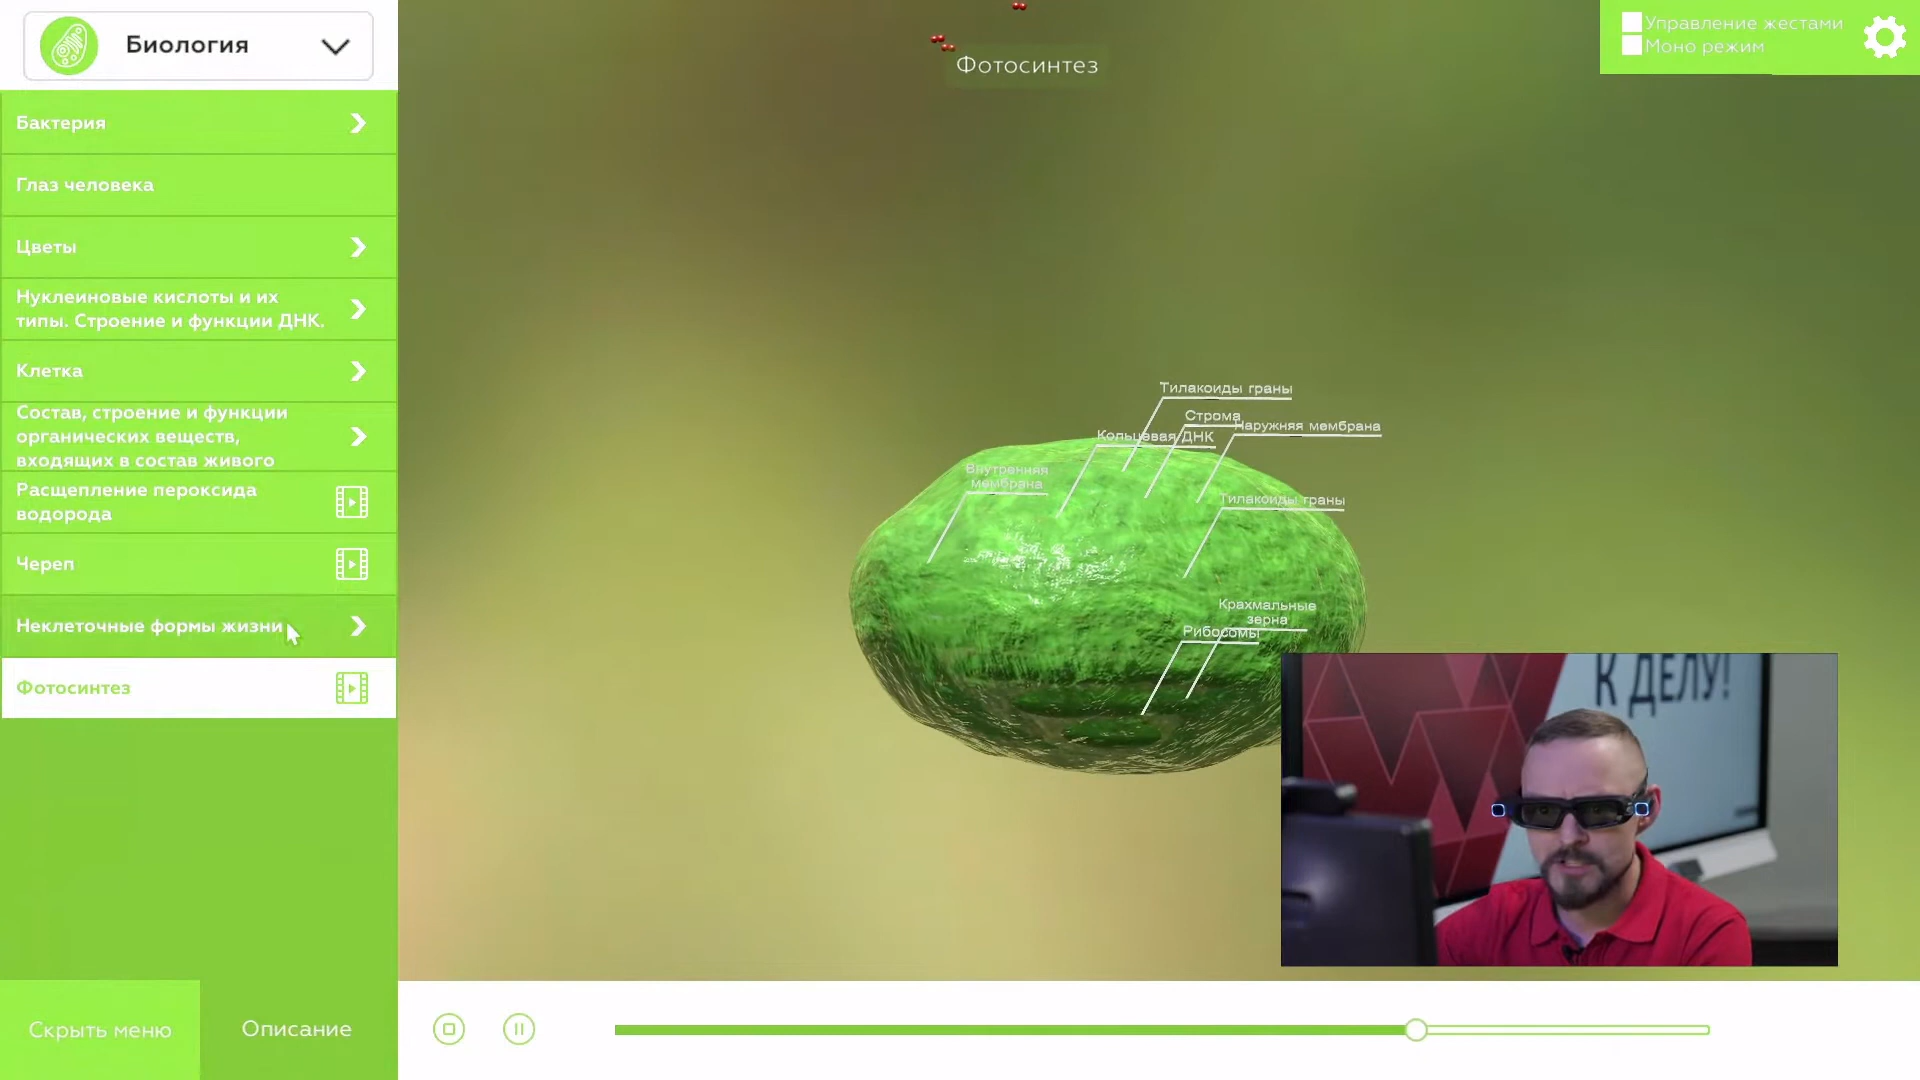 Биология
Бактерия
Глаз человека
Цветы
Нуклеиновые кислоты и их
типы. Строение и функции ДНК.
Клетка
Состав, строение и функции
органических веществ,
входящих в состав живого
Расщепление пероксида
водорода
Череп
Неклеточные формы жизни
Фотосинтез
Скрыть меню
Описание
Фотосинтез
Управление жестами
Моно режим
Тилакоиды граны
Строма
Наружняя мембрана
Кольцевая ДНК
Внутренняя
мембрана
Тилакоиды граны
Крахмальные
зерна
Рибосомы
К ДЕЛУ!